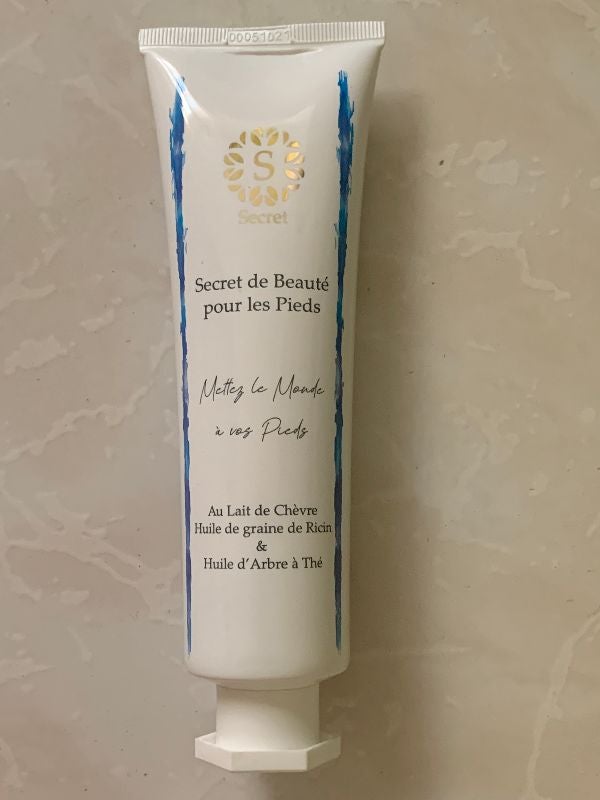 00051021
S
Secret
Secret de Beauté
pour les Pieds
Mettez le Monde
à vos Pieds
Au Lait de Chèvre
Huile de graine de Ricin
&
Huile d’Arbre à Thé